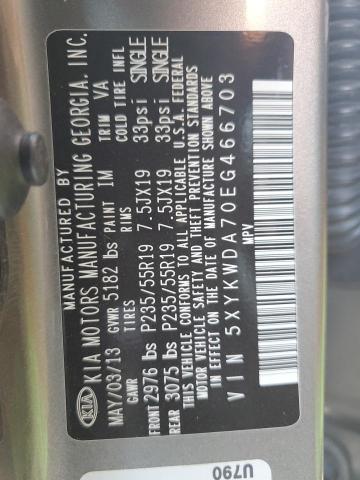 KIA
MANUFACTURED BY
KIA MOTORS MANUFACTURING GEORGIA, INC.
MAY/03/13 GVWR 5182 lbs PAINT IM TRIM VA
GAWR TIRES RIMS COLD TIRE INFL
FRONT 2976 lbs P235/55R19 7.5JX19 33psi SINGLE
REAR 3075 lbs P235/55R19 7.5JX19 33psi SINGLE
THIS VEHICLE CONFORMS TO ALL APPLICABLE U.S.A. FEDERAL
MOTOR VEHICLE SAFETY AND THEFT PREVENTION STANDARDS
IN EFFECT ON THE DATE OF MANUFACTURE SHOWN ABOVE
VIN 5XYKWDA70EG466703
MPV
U790